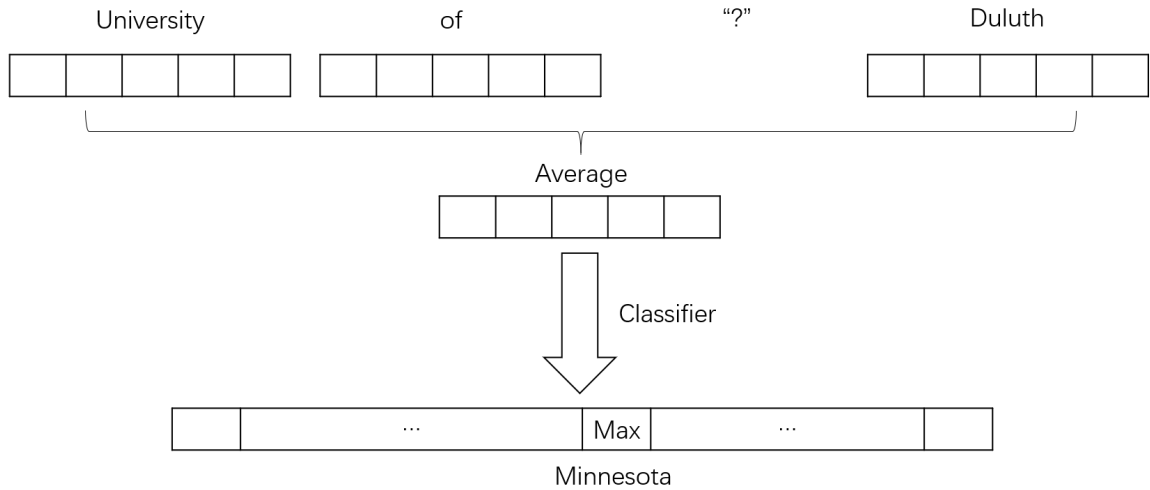 University of “?” Duluth
Average
Classifier
... Max ...
Minnesota